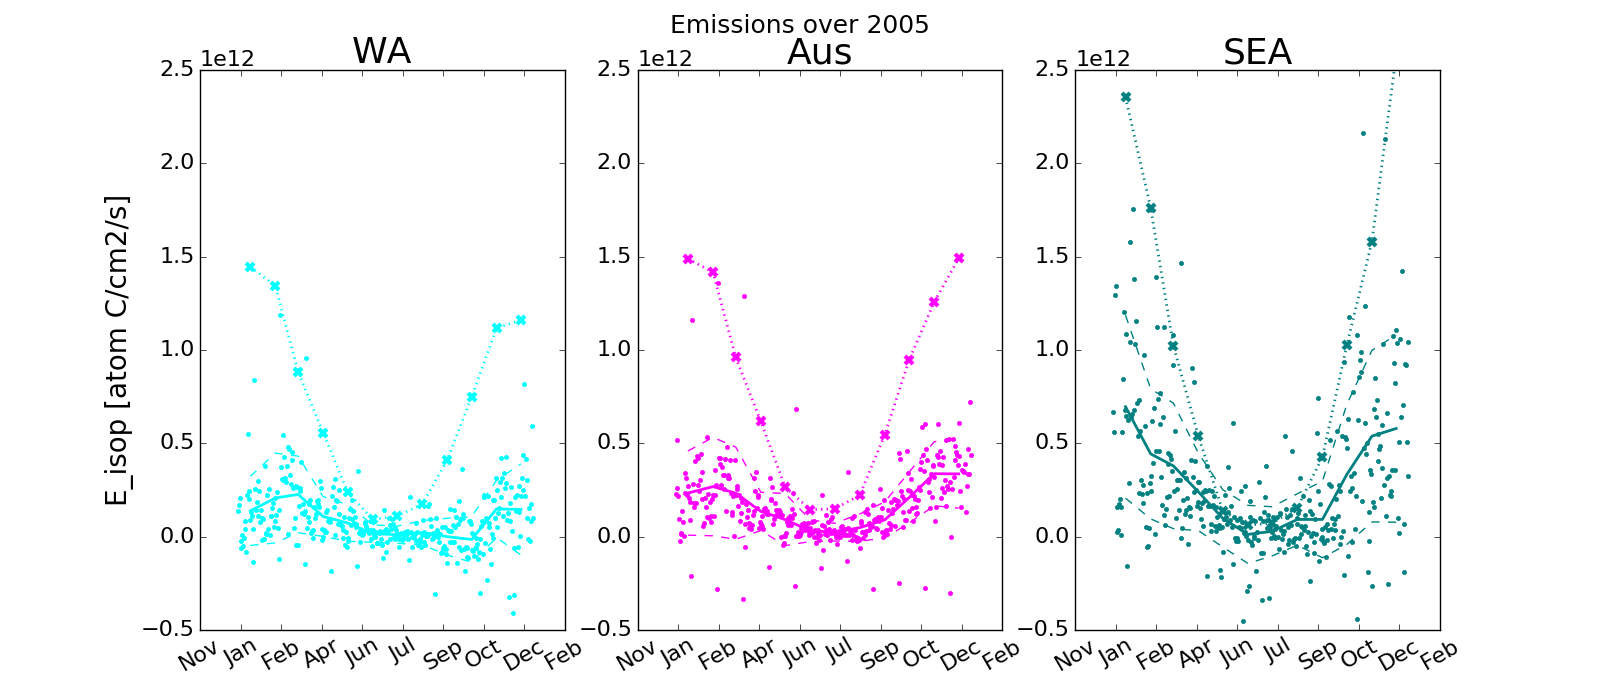 Emissions over 2005
WA
Aus
SEA
1e12
1e12
1e12
E_isop [atom C/cm2/s]
2.5
2.0
1.5
1.0
0.5
0.0
−0.5
2.5
2.0
1.5
1.0
0.5
0.0
−0.5
2.5
2.0
1.5
1.0
0.5
0.0
−0.5
Nov Jan Feb Apr Jun Jul Sep Oct Dec Feb
Nov Jan Feb Apr Jun Jul Sep Oct Dec Feb
Nov Jan Feb Apr Jun Jul Sep Oct Dec Feb